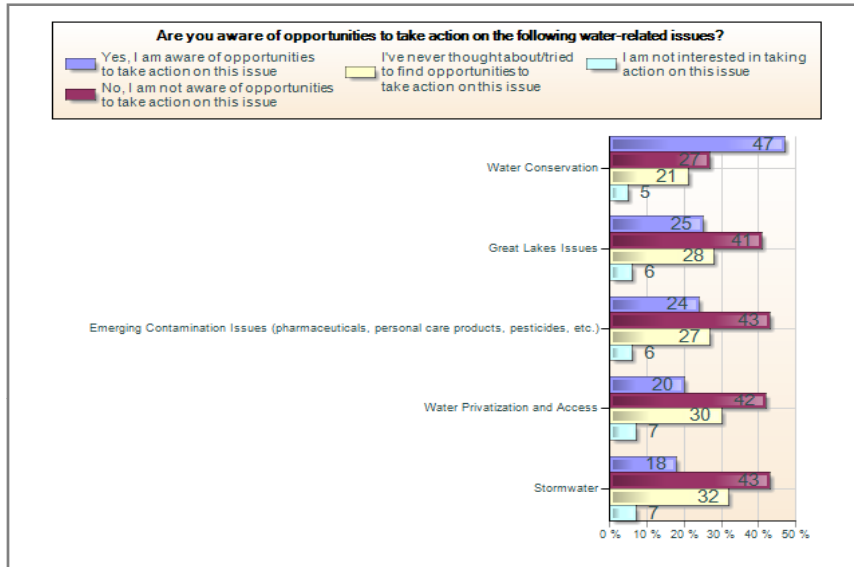 Are you aware of opportunities to take action on the following water-related issues?
Yes, I am aware of opportunities
to take action on this issue
No, I am not aware of opportunities
to take action on this issue
I've never thought about/tried
to find opportunities to
take action on this issue
I am not interested in taking
action on this issue
Water Conservation
47
27
21
5
Great Lakes Issues
25
41
28
6
Emerging Contamination Issues (pharmaceuticals, personal care products, pesticides, etc.)
24
43
27
6
Water Privatization and Access
20
42
30
7
Stormwater
18
43
32
7
0 % 10 % 20 % 30 % 40 % 50 %